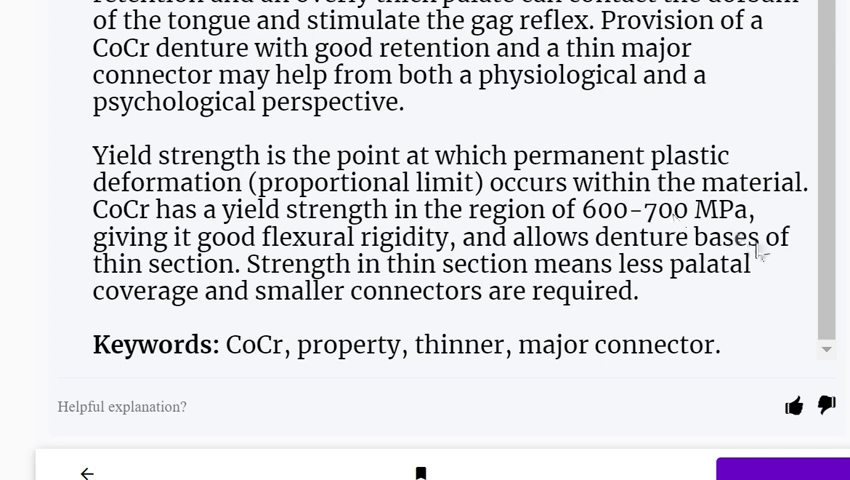 of the tongue and stimulate the gag reflex. Provision of a
CoCr denture with good retention and a thin major
connector may help from both a physiological and a
psychological perspective.
Yield strength is the point at which permanent plastic
deformation (proportional limit) occurs within the material.
CoCr has a yield strength in the region of 600-700 MPa,
giving it good flexural rigidity, and allows denture bases of
thin section. Strength in thin section means less palatal
coverage and smaller connectors are required.
Keywords: CoCr, property, thinner, major connector.
Helpful explanation?